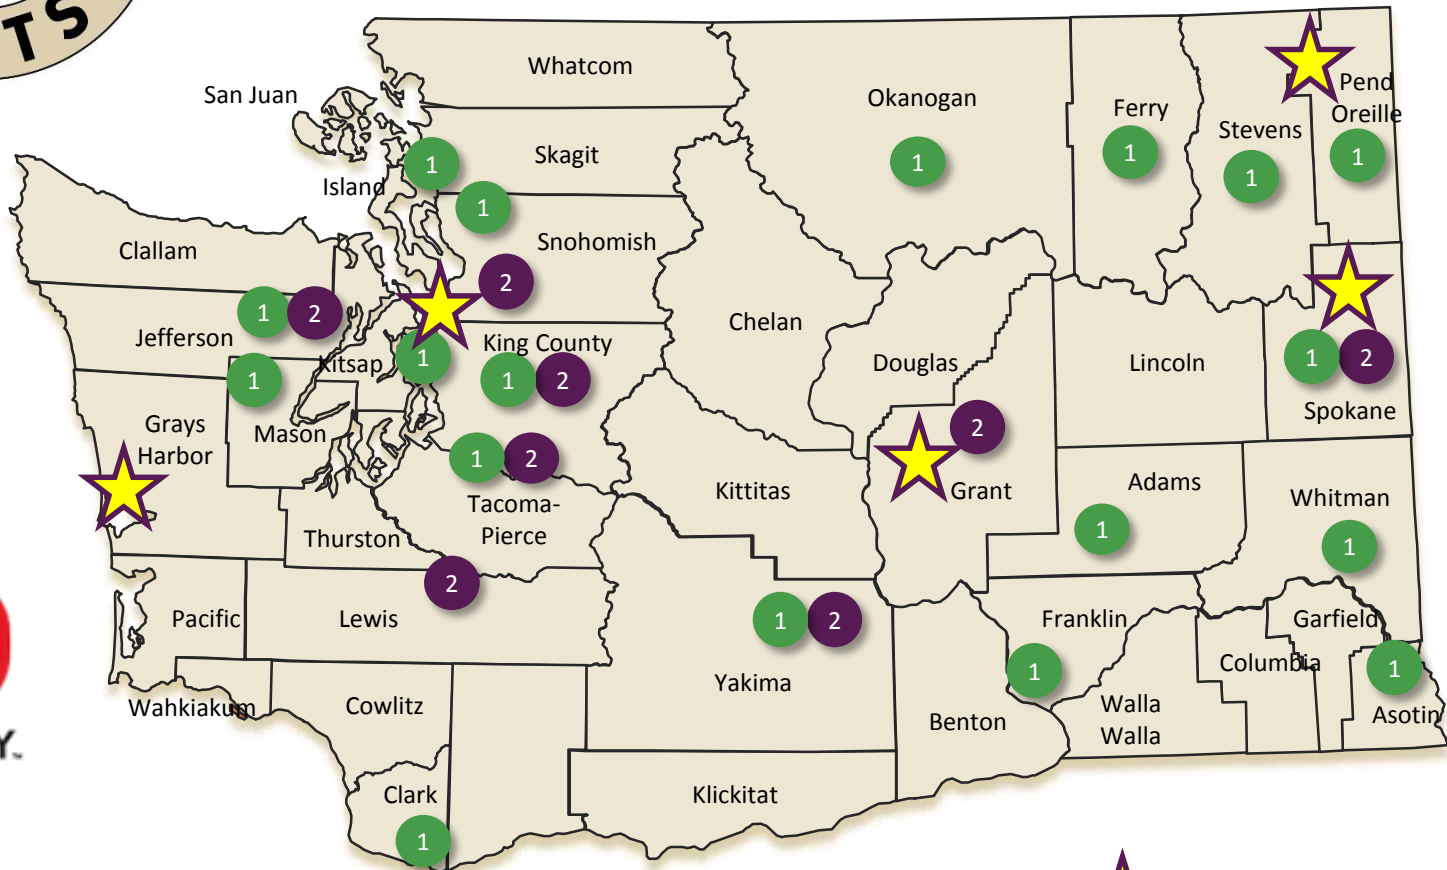 TS
Whatcom
San Juan
Okanogan
Pend
Oreille
Ferry
Stevens
1
Skagit
1
1
1
1
Island
1
Snohomish
Clallam
2
1
2
Jefferson
Chelan
King County
Kitsap
1
Douglas
Lincoln
1
2
1
1
2
Spokane
Grays
Harbor
Mason
2
1
2
Adams
Kittitas
Grant
Whitman
Tacoma-
Pierce
1
Thurston
1
2
Pacific
Lewis
1
2
Franklin
Garfield
Columbia
1
1
Yakima
Wahkiakum
Cowlitz
Benton
Walla
Walla
Asotin
Y
Clark
Klickitat
1